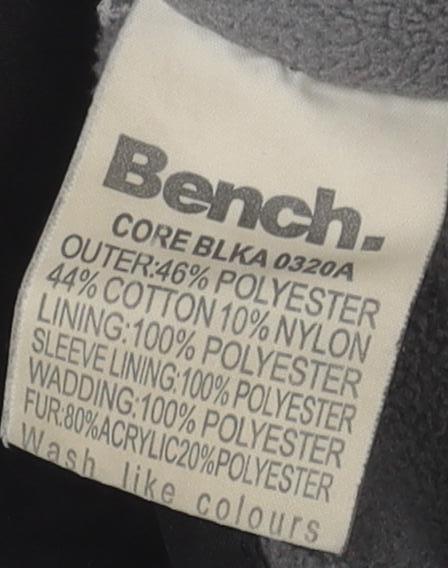 Bench.
CORE BLKA 0320A
OUTER:46% POLYESTER
44% COTTON 10% NYLON
LINING:100% POLYESTER
SLEEVE LINING:100% POLYESTER
WADDING:100% POLYESTER
FUR:80%ACRYLIC20%POLYESTER
Wash like colours